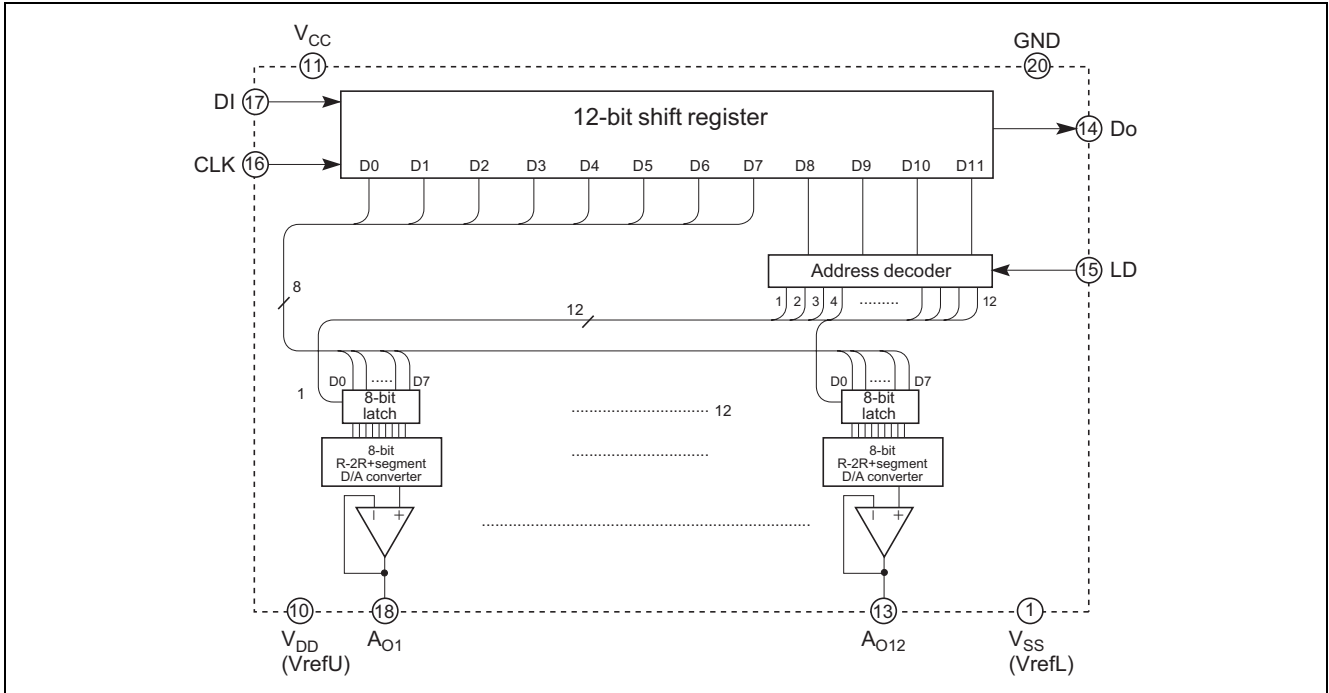 VCC
GND
11
20
DI 17
12-bit shift register
14 Do
CLK 16
D0 D1 D2 D3 D4 D5 D6 D7 D8 D9 D10 D11
Address decoder
15 LD
8
1 2 3 4 ......... 12
12
D0 ..... D7
D0 ..... D7
1
8-bit
latch
.......................... 12
8-bit
latch
8-bit
R-2R+segment
D/A converter
8-bit
R-2R+segment
D/A converter
− +
− +
10
18
13
1
VDD
(VrefU)
AO1
AO12
VSS
(VrefL)